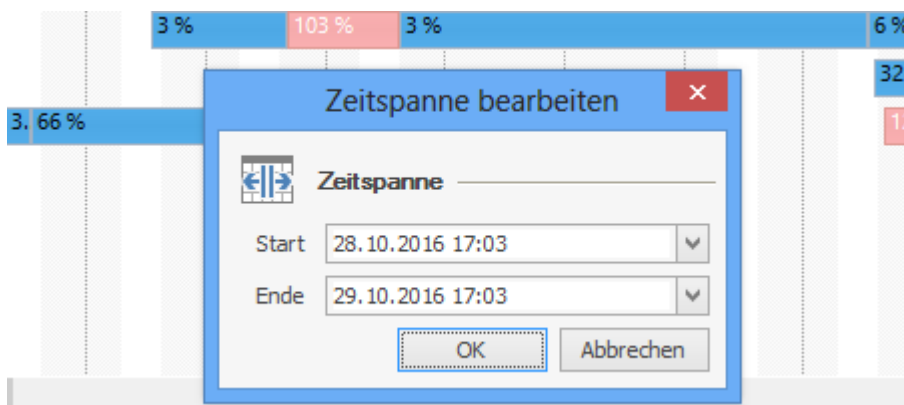 3 % 103 % 3 % 6 %
32
Zeitspanne bearbeiten
3. 66 %
Zeitspanne
Start 28.10.2016 17:03
Ende 29.10.2016 17:03
OK Abbrechen